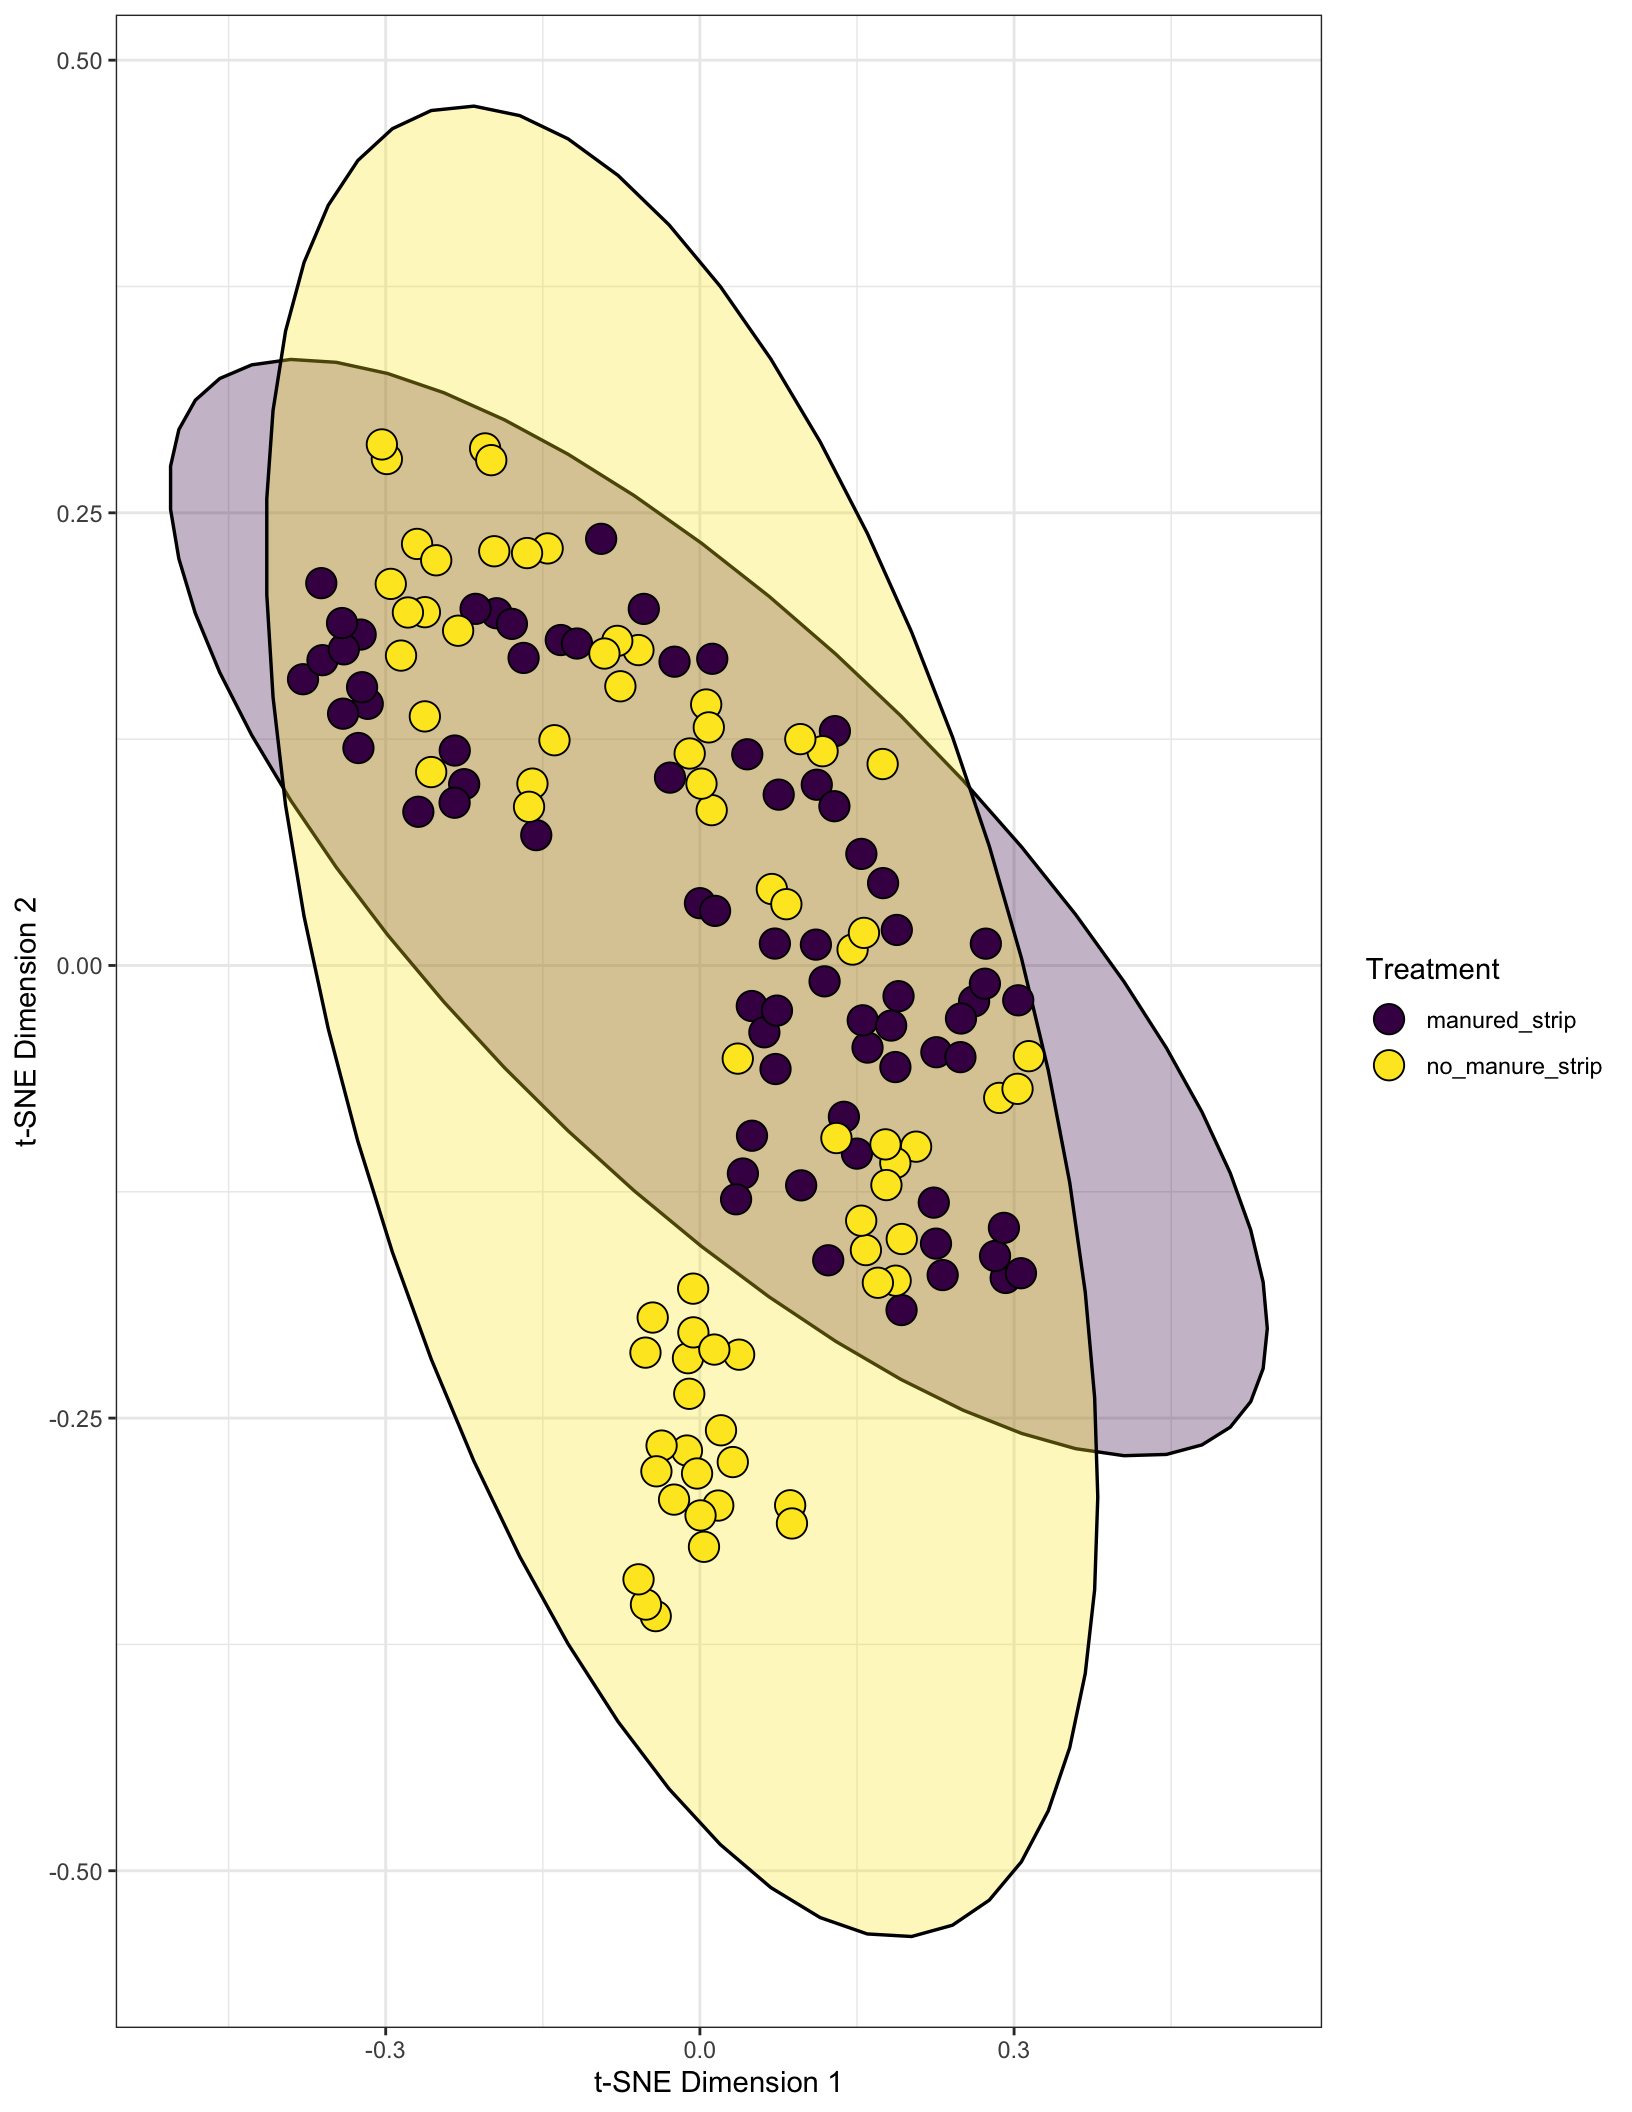 0.50
0.25
0.00
-0.25
-0.50
t-SNE Dimension 2
-0.3
0.0
0.3
t-SNE Dimension 1
Treatment
manured_strip
no_manure_strip